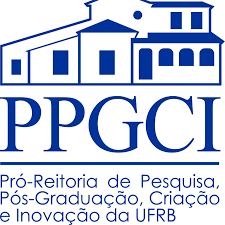 PPGCI
Pró-Reitoria de Pesquisa,
Pós-Graduação, Criação
e Inovação da UFRB